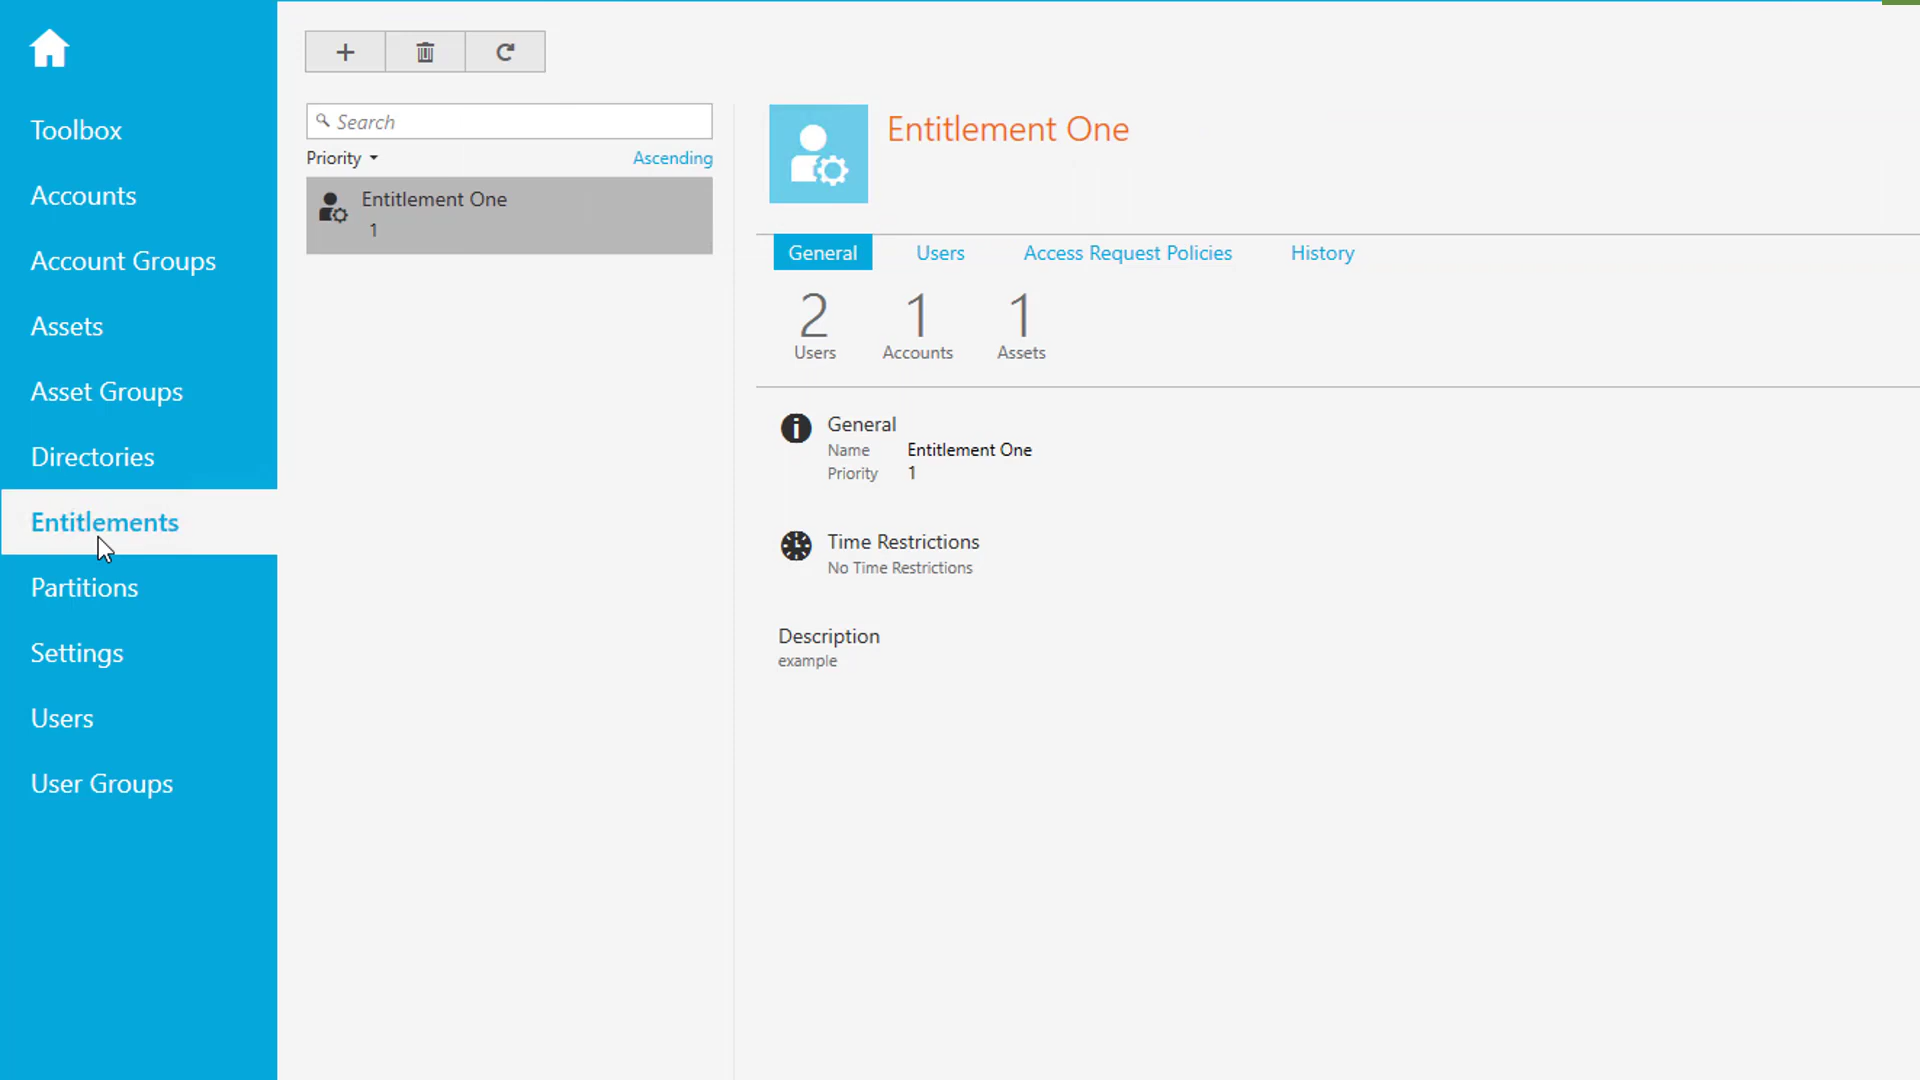 Toolbox
Accounts
Account Groups
Assets
Asset Groups
Directories
Entitlements
Partitions
Settings
Users
User Groups
Search
Priority
Ascending
Entitlement One
1
Entitlement One
General
Users
Access Request Policies
History
2
Users
1
Accounts
1
Assets
General
Name Entitlement One
Priority 1
Time Restrictions
No Time Restrictions
Description
example